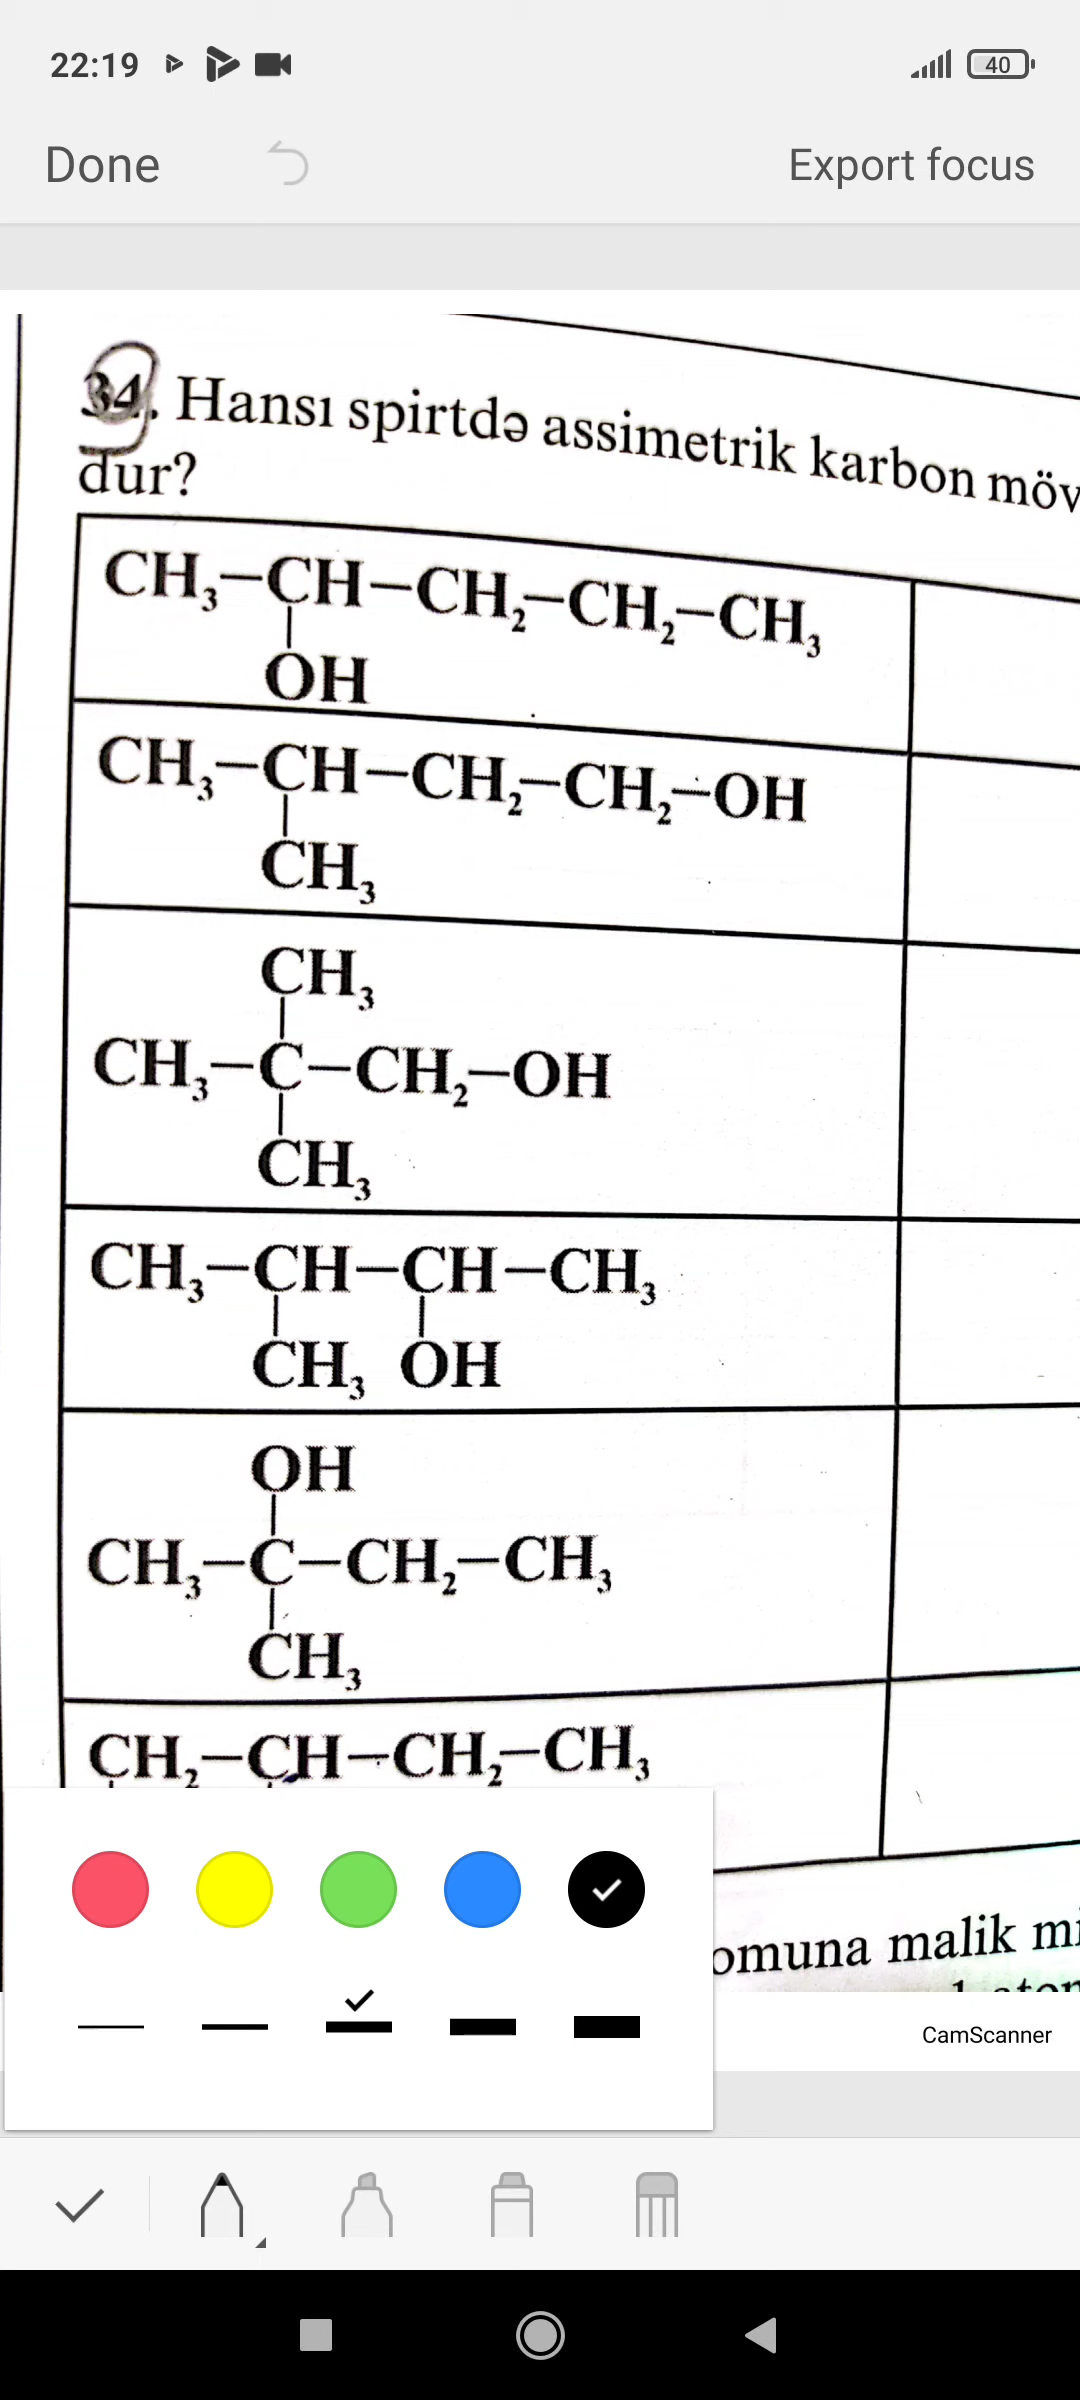 22:19
40
Done
Export focus
34. Hansı spirtdə assimetrik karbon möv
dur?
CH₃–CH–CH₂–CH₂–CH₃
OH
CH₃–CH–CH₂–CH₂–OH
CH₃
CH₃
CH₃–C–CH₂–OH
CH₃
CH₃–CH–CH–CH₃
CH₃ OH
OH
CH₃–C–CH₂–CH₃
CH₃
CH₂–CH–CH₂–CH₃
omuna malik
CamScanner